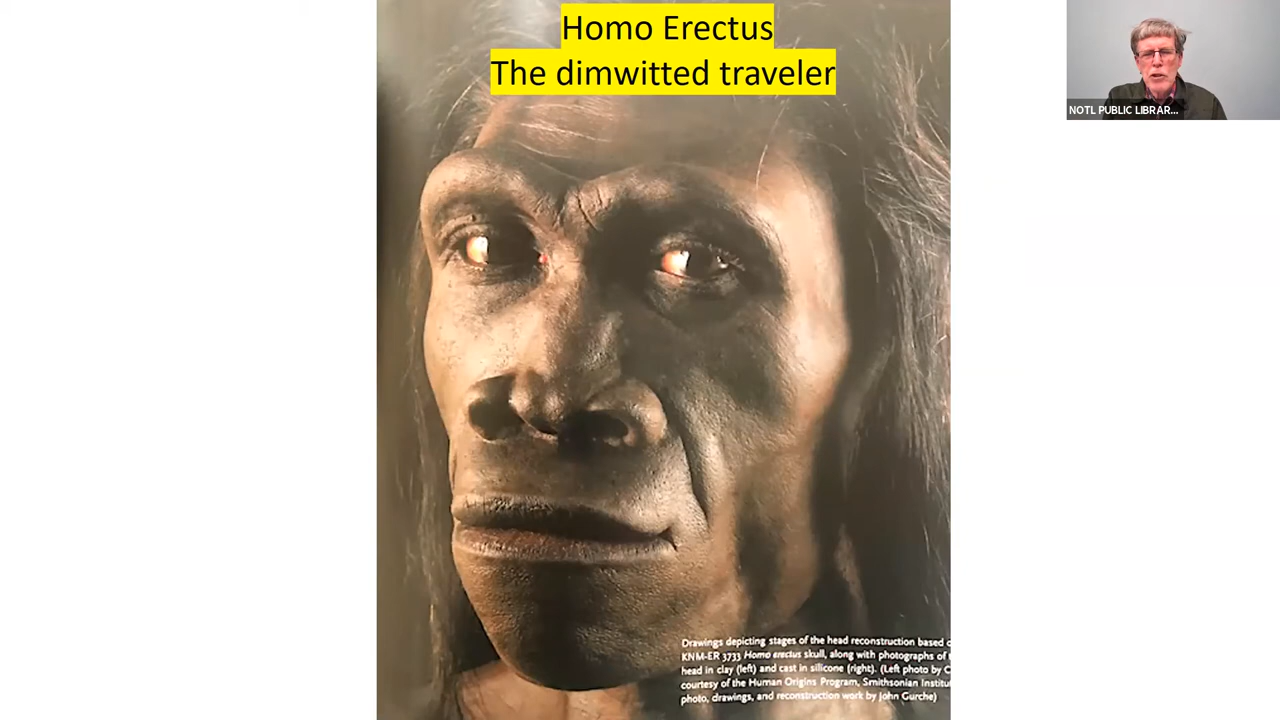 Homo Erectus
The dimwitted traveler
NOTL PUBLIC LIBRAR...
Drawings depicting stages of the head reconstruction based
KNM-ER 3733 Homo erectus skull, along with photographs of
head in clay (left) and cast in silicone (right). (Left photo by
courtesy of the Human Origins Program, Smithsonian Institu
photo, drawings, and reconstruction work by John Gurche)